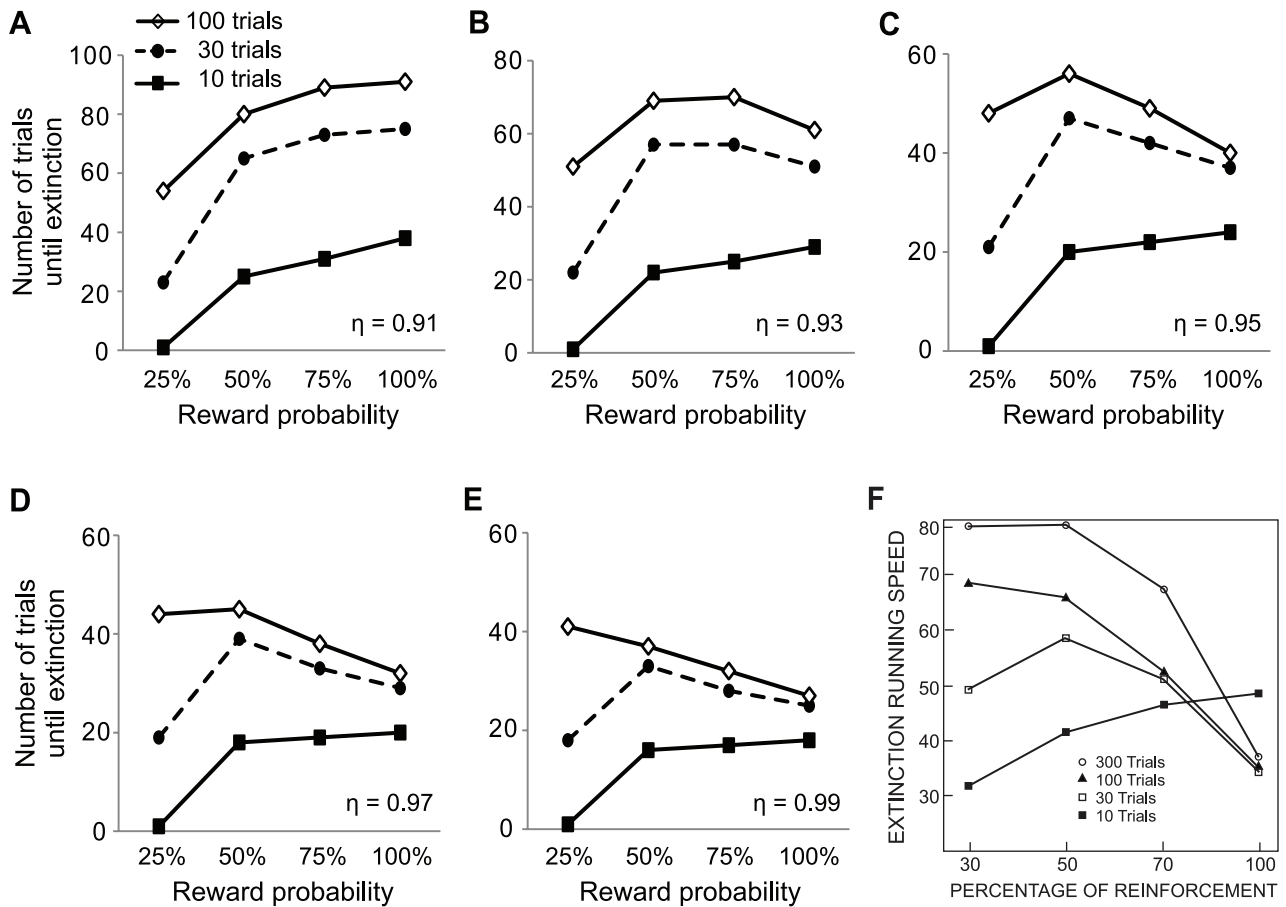 A
100 trials
30 trials
10 trials
Number of trials
until extinction
100
80
60
40
20
0
25% 50% 75% 100%
Reward probability
η = 0.91
B
80
60
40
20
0
25% 50% 75% 100%
Reward probability
η = 0.93
C
60
40
20
0
25% 50% 75% 100%
Reward probability
η = 0.95
D
Number of trials
until extinction
60
40
20
0
25% 50% 75% 100%
Reward probability
η = 0.97
E
60
40
20
0
25% 50% 75% 100%
Reward probability
η = 0.99
F
EXTINCTION RUNNING SPEED
80
70
60
50
40
30
300 Trials
100 Trials
30 Trials
10 Trials
30 50 70 100
PERCENTAGE OF REINFORCEMENT